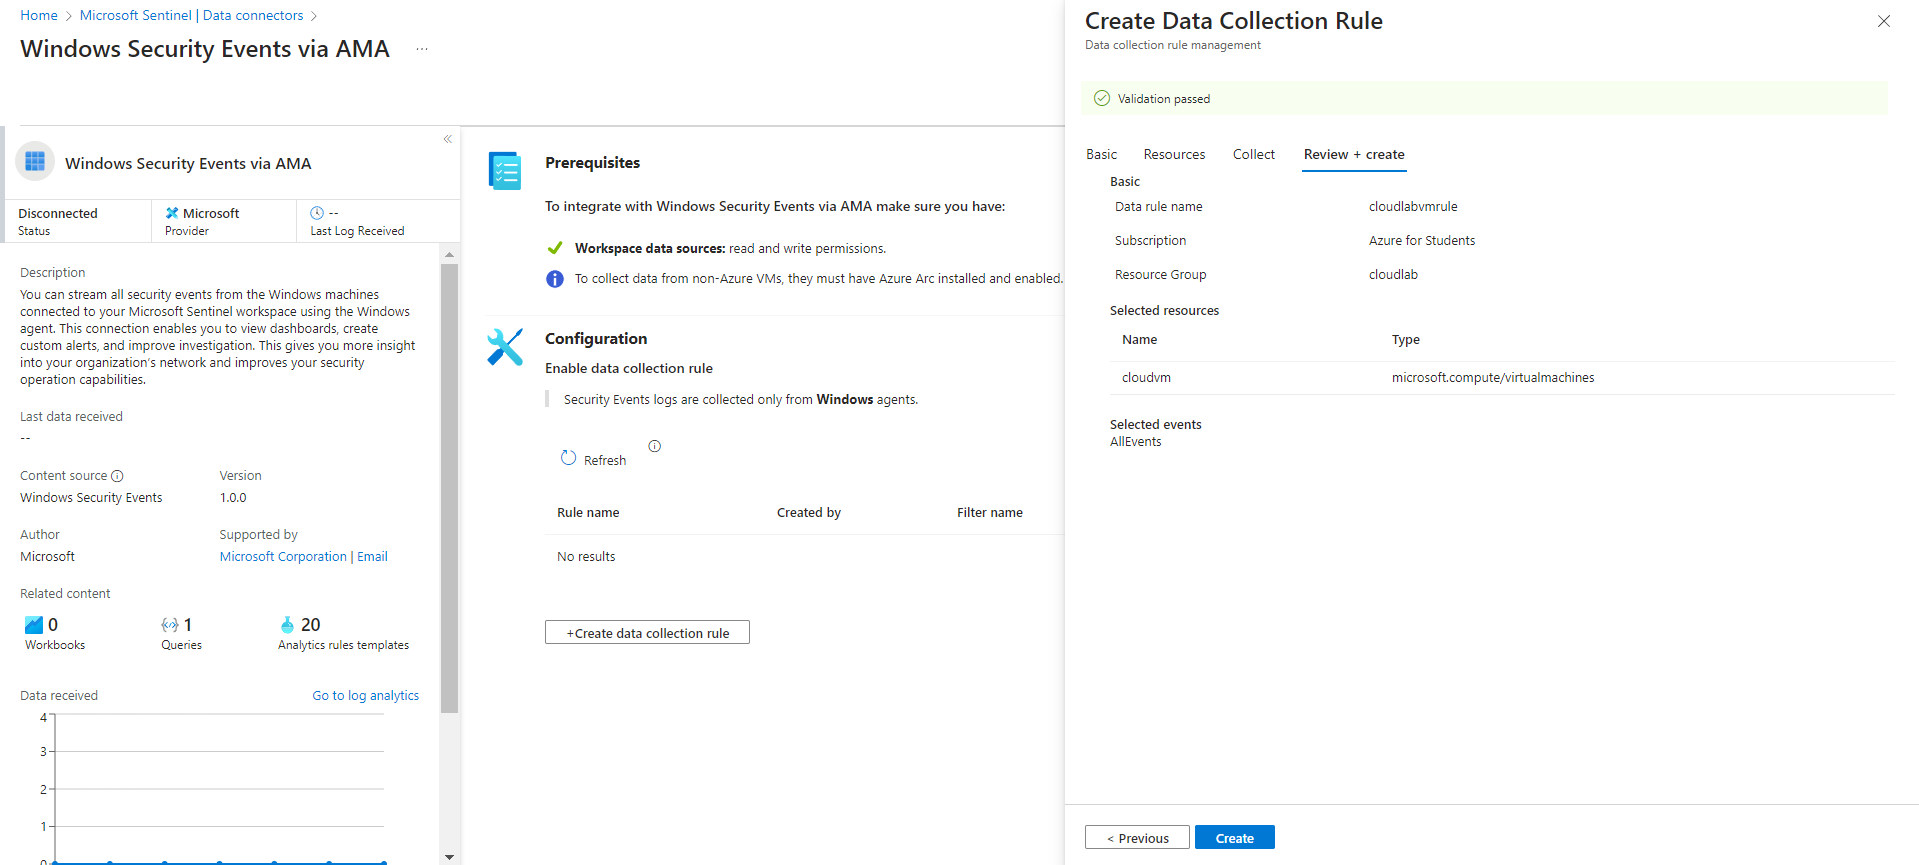 Home > Microsoft Sentinel | Data connectors >
Windows Security Events via AMA ...
«
Windows Security Events via AMA
Disconnected
Status
Microsoft
Provider
--
Last Log Received
Description
You can stream all security events from the Windows machines
connected to your Microsoft Sentinel workspace using the Windows
agent. This connection enables you to view dashboards, create
custom alerts, and improve investigation. This gives you more insight
into your organization's network and improves your security
operation capabilities.
Last data received
--
Content source
Version
Windows Security Events
1.0.0
Author
Supported by
Microsoft
Microsoft Corporation | Email
Related content
0
Workbooks
1
Queries
20
Analytics rules templates
Data received
Go to log analytics
4
3
2
1
0
Prerequisites
To integrate with Windows Security Events via AMA make sure you have:
Workspace data sources: read and write permissions.
To collect data from non-Azure VMs, they must have Azure Arc installed and enabled.
Configuration
Enable data collection rule
Security Events logs are collected only from Windows agents.
Refresh
Rule name
Created by
Filter name
No results
+Create data collection rule
Create Data Collection Rule
Data collection rule management
Validation passed
Basic
Resources
Collect
Review + create
Basic
Data rule name
cloudlabvmrule
Subscription
Azure for Students
Resource Group
cloudlab
Selected resources
Name
Type
cloudvm
microsoft.compute/virtualmachines
Selected events
AllEvents
< Previous
Create